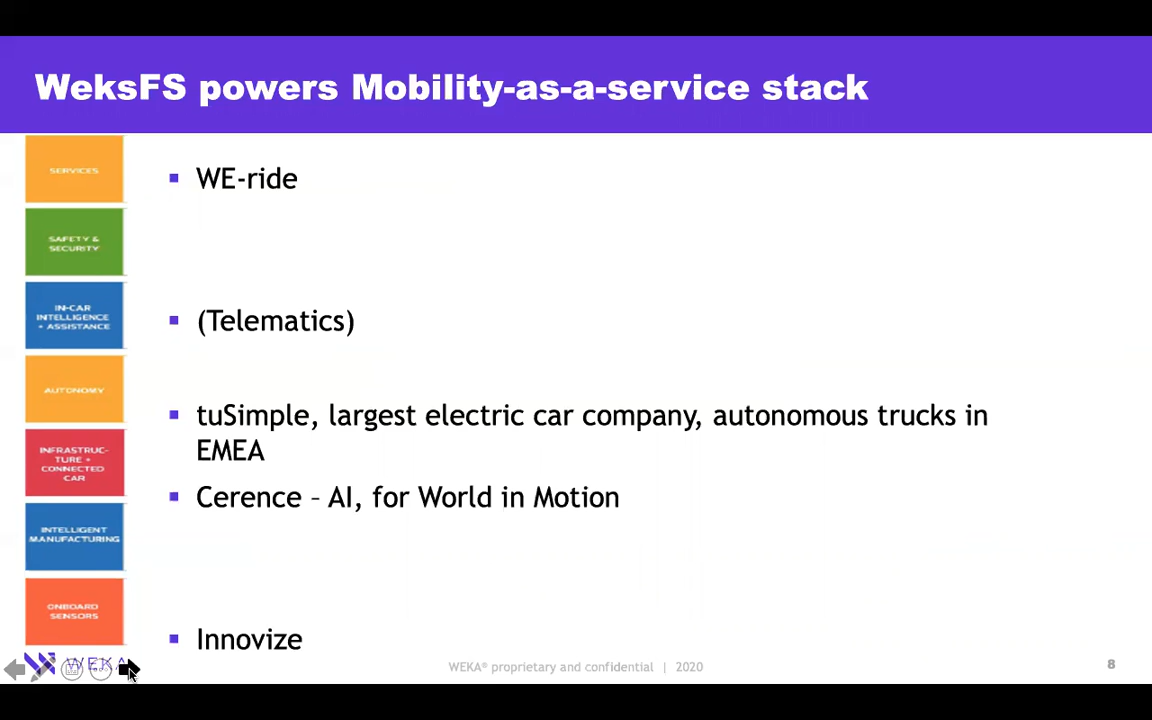 WeksFS powers Mobility-as-a-service stack
SERVICES
WE-ride
SAFETY &
SECURITY
IN-CAR
INTELLIGENCE
+ ASSISTANCE
(Telematics)
AUTONOMY
tuSimple, largest electric car company, autonomous trucks in
EMEA
INFRASTRUC-
TURE +
CONNECTED
CAR
Cerence – AI, for World in Motion
INTELLIGENT
MANUFACTURING
ONBOARD
SENSORS
Innovize
WEKA
WEKA® proprietary and confidential | 2020
8